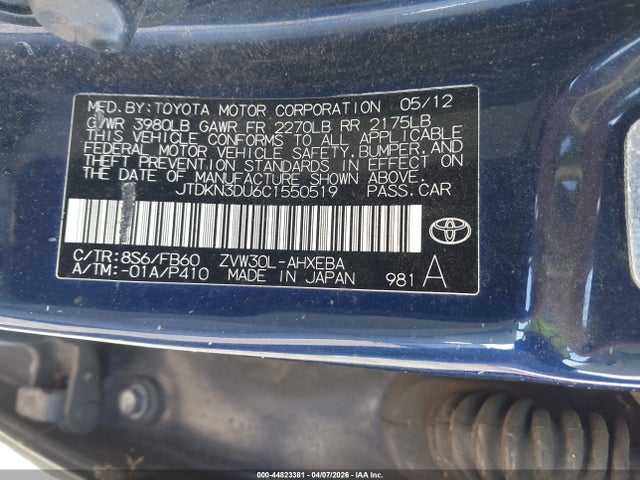 MFD.BY:TOYOTA MOTOR CORPORATION 05/12
GVWR 3980LB GAWR FR 2270LB RR 2175LB
THIS VEHICLE CONFORMS TO ALL APPLICABLE
FEDERAL MOTOR VEHICLE SAFETY, BUMPER, AND
THEFT PREVENTION STANDARDS IN EFFECT ON
THE DATE OF MANUFACTURE SHOWN ABOVE.
JTDKN3DU6C1550519 PASS.CAR
C/TR:8S6/FB60 ZVW30L-AHXEBA
A/TM:-01A/P410 MADE IN JAPAN 981 A
000-44823381 - 04/07/2026 - IAAI.COM